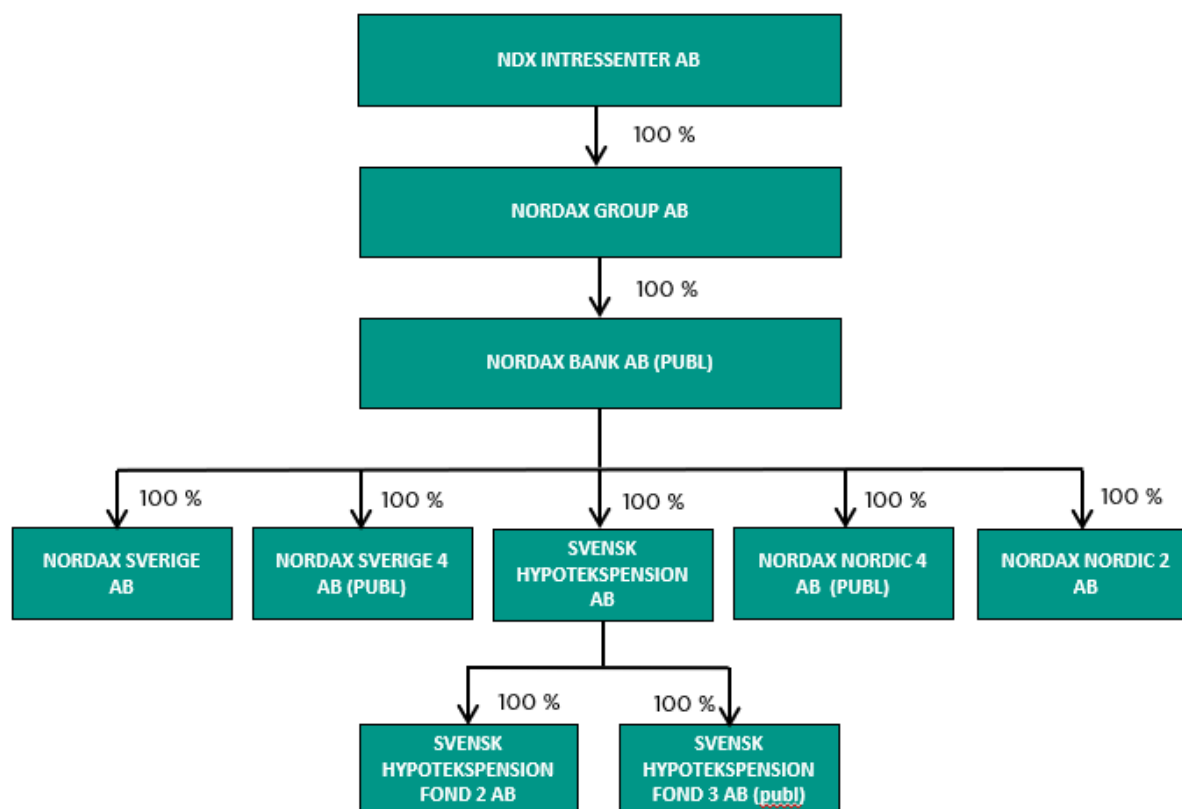 NDX INTRESSENTER AB
100 %
NORDAX GROUP AB
100 %
NORDAX BANK AB (PUBL)
100 %
100 %
100 %
100 %
100 %
NORDAX SVERIGE
AB
NORDAX SVERIGE 4
AB (PUBL)
SVENSK
HYPOTEKSPENSION
AB
NORDAX NORDIC 4
AB (PUBL)
NORDAX NORDIC 2
AB
100 %
100 %
SVENSK
HYPOTEKSPENSION
FOND 2 AB
SVENSK
HYPOTEKSPENSION
FOND 3 AB (publ)